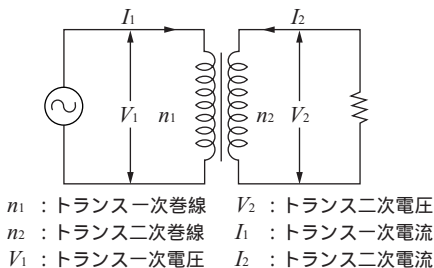 I1 I2
V1 n1 n2 V2
n1 ：トランス一次巻線 V2 ：トランス二次電圧
n2 ：トランス二次巻線 I1 ：トランス一次電流
V1 ：トランス一次電圧 I2 ：トランス二次電流